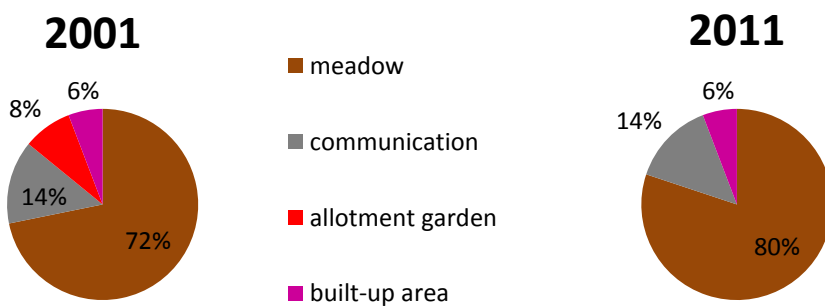 2001
6%
8%
14%
72%
meadow
communication
allotment garden
built-up area
2011
6%
14%
80%